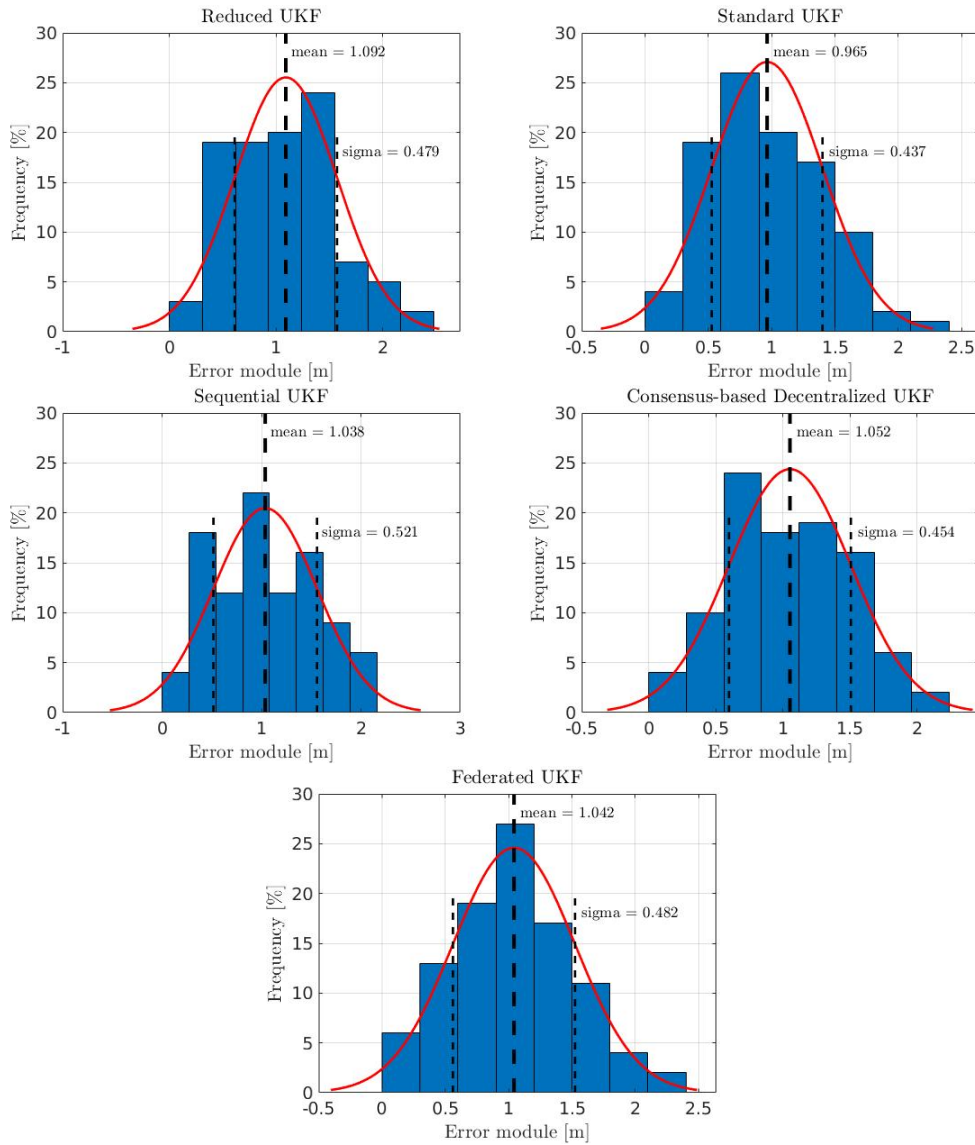 Reduced UKF
30
25
20
15
10
5
0
Frequency [%]
mean = 1.092
sigma = 0.479
-1
0
1
2
Error module [m]
Standard UKF
30
25
20
15
10
5
0
Frequency [%]
mean = 0.965
sigma = 0.437
-0.5
0
0.5
1
1.5
2
2.5
Error module [m]
Sequential UKF
30
25
20
15
10
5
0
Frequency [%]
mean = 1.038
sigma = 0.521
-1
0
1
2
3
Error module [m]
Consensus-based Decentralized UKF
30
25
20
15
10
5
0
Frequency [%]
mean = 1.052
sigma = 0.454
-0.5
0
0.5
1
1.5
2
Error module [m]
Federated UKF
30
25
20
15
10
5
0
Frequency [%]
mean = 1.042
sigma = 0.482
-0.5
0
0.5
1
1.5
2
2.5
Error module [m]